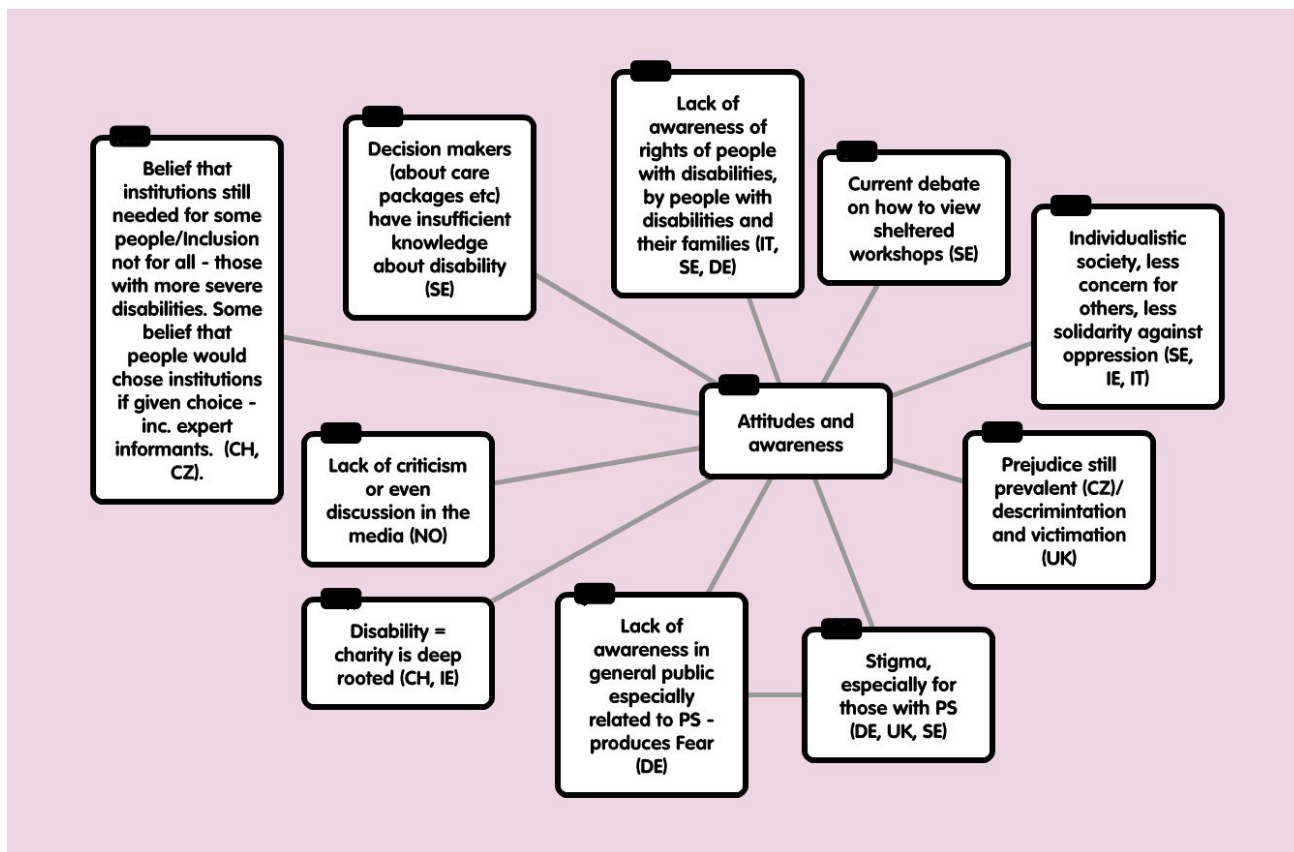 Belief that
institutions still
needed for some
people/Inclusion
not for all - those
with more severe
disabilities. Some
belief that
people would
chose institutions
if given choice -
inc. expert
informants. (CH,
CZ).
Decision makers
(about care
packages etc)
have insufficient
knowledge
about disability
(SE)
Lack of
awareness of
rights of people
with disabilities,
by people with
disabilities and
their families (IT,
SE, DE)
Current debate
on how to view
sheltered
workshops (SE)
Individualistic
society, less
concern for
others, less
solidarity against
oppression (SE,
IE, IT)
Attitudes and
awareness
Lack of criticism
or even
discussion in the
media (NO)
Prejudice still
prevalent (CZ)/
descrimintation
and victimation
(UK)
Disability =
charity is deep
rooted (CH, IE)
Lack of
awareness in
general public
especially
related to PS -
produces Fear
(DE)
Stigma,
especially for
those with PS
(DE, UK, SE)